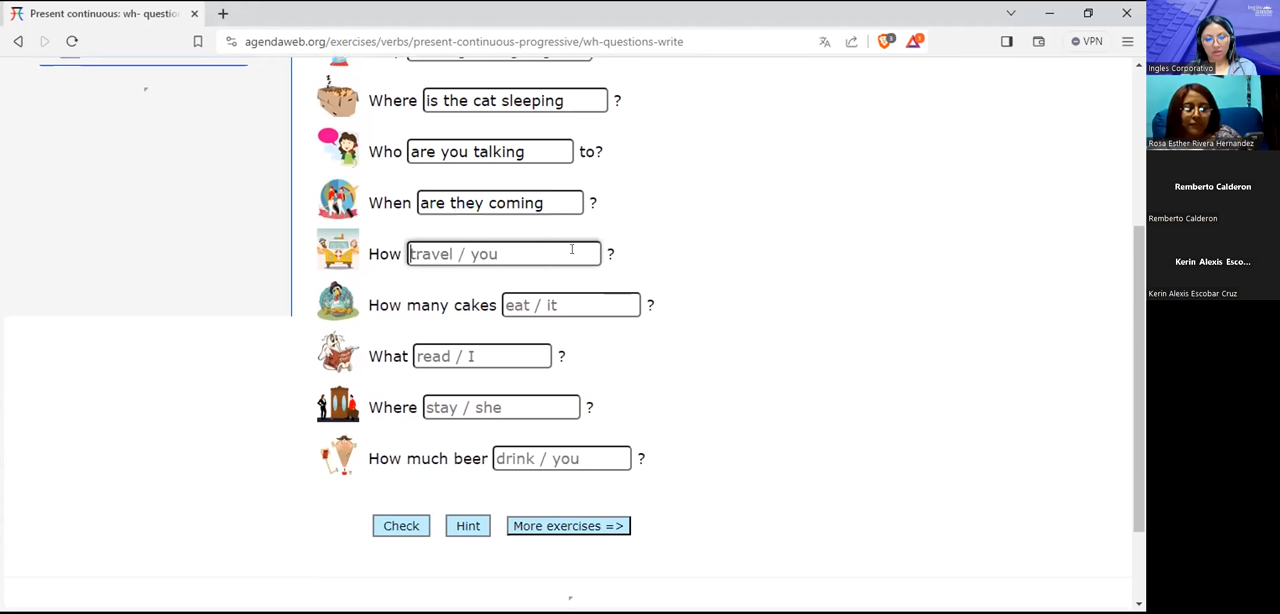 Present continuous: wh- questio
agendaweb.org/exercises/verbs/present-continuous-progressive/wh-questions-write
VPN
Where is the cat sleeping ?
Who are you talking to?
When are they coming ?
How travel / you ?
How many cakes eat / it ?
What read / I ?
Where stay / she ?
How much beer drink / you ?
Check Hint More exercises =>
Ingles Corporativo
Rosa Esther Rivera Hernandez
Remberto Calderon
Remberto Calderon
Kerin Alexis Esco...
Kerin Alexis Escobar Cruz